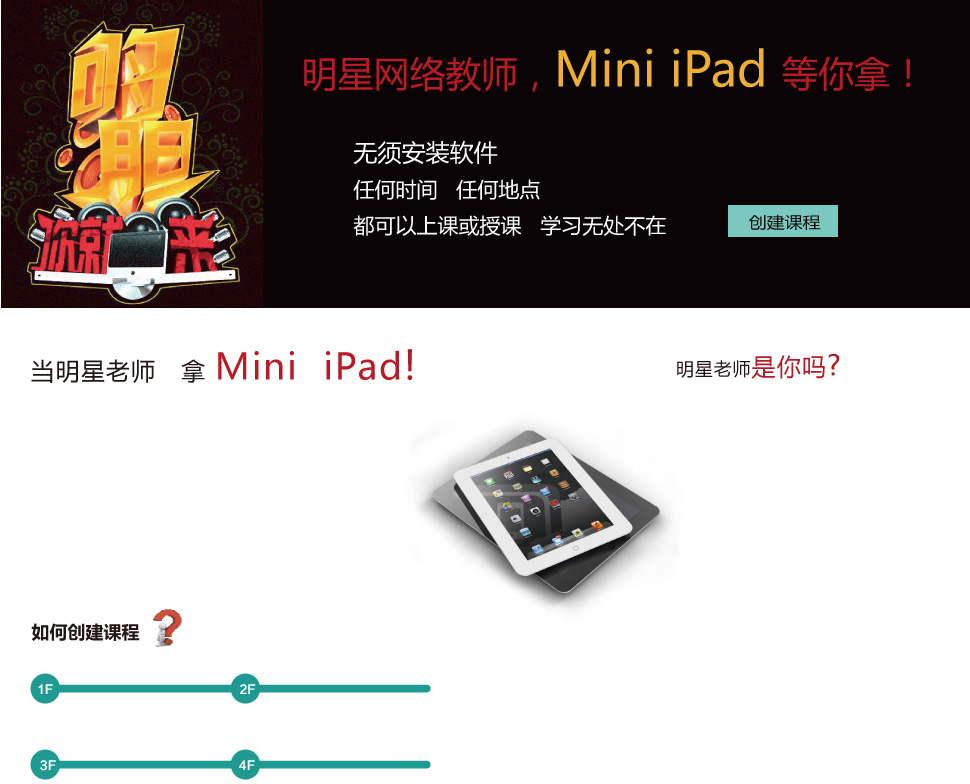 明星网络教师，Mini iPad 等你拿！
无须安装软件
任何时间 任何地点
都可以上课或授课 学习无处不在
创建课程
你就来
当明星老师 拿 Mini iPad!
明星老师是你吗?
如何创建课程 ?
1F 2F
3F 4F